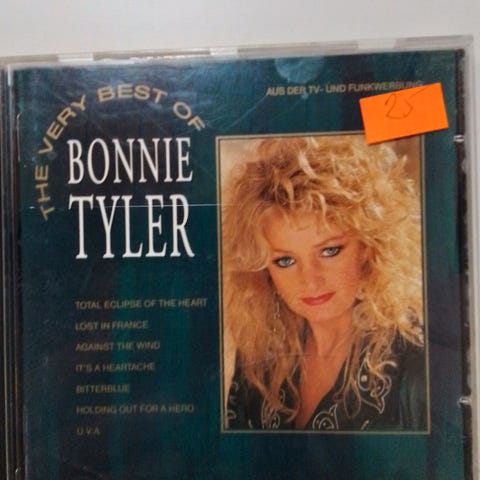 THE VERY BEST OF
BONNIE
TYLER
AUS DER TV- UND FUNKWERBUNG
25
TOTAL ECLIPSE OF THE HEART
LOST IN FRANCE
AGAINST THE WIND
IT'S A HEARTACHE
BITTERBLUE
HOLDING OUT FOR A HERO
U.V.A.